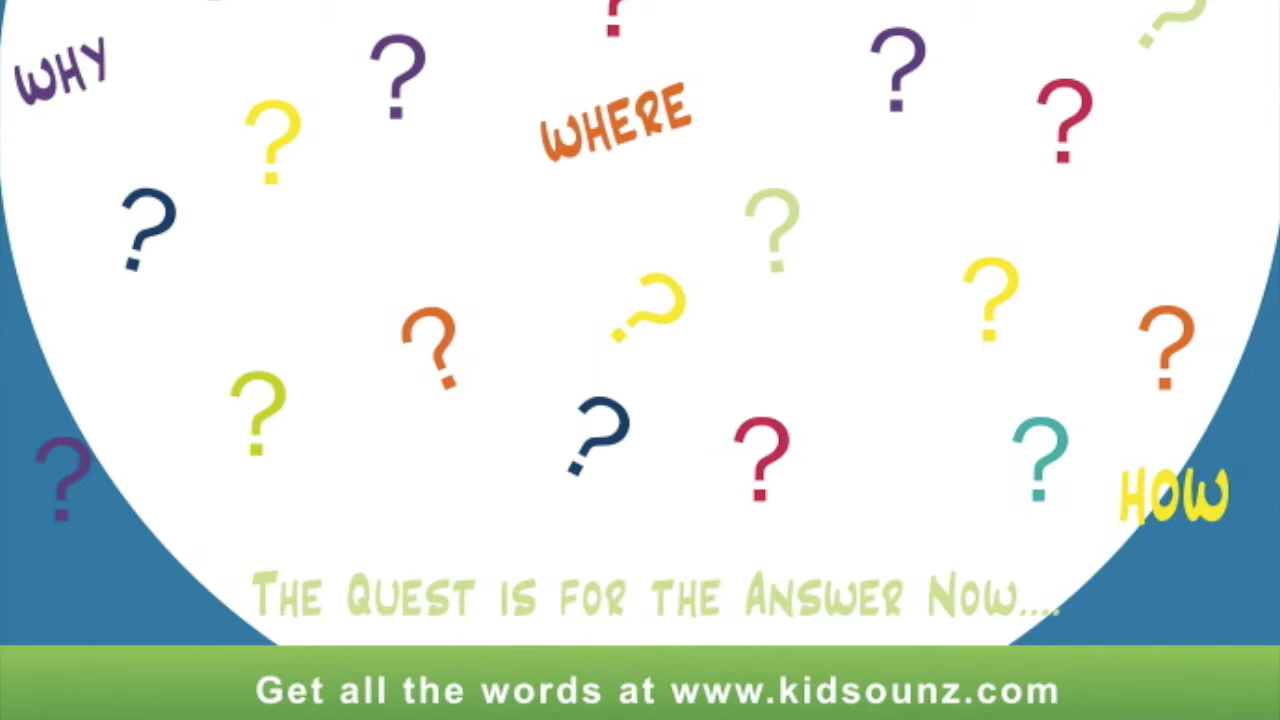 WHY
WHERE
HOW
The Quest is for the Answer Now....
Get all the words at www.kidsounz.com